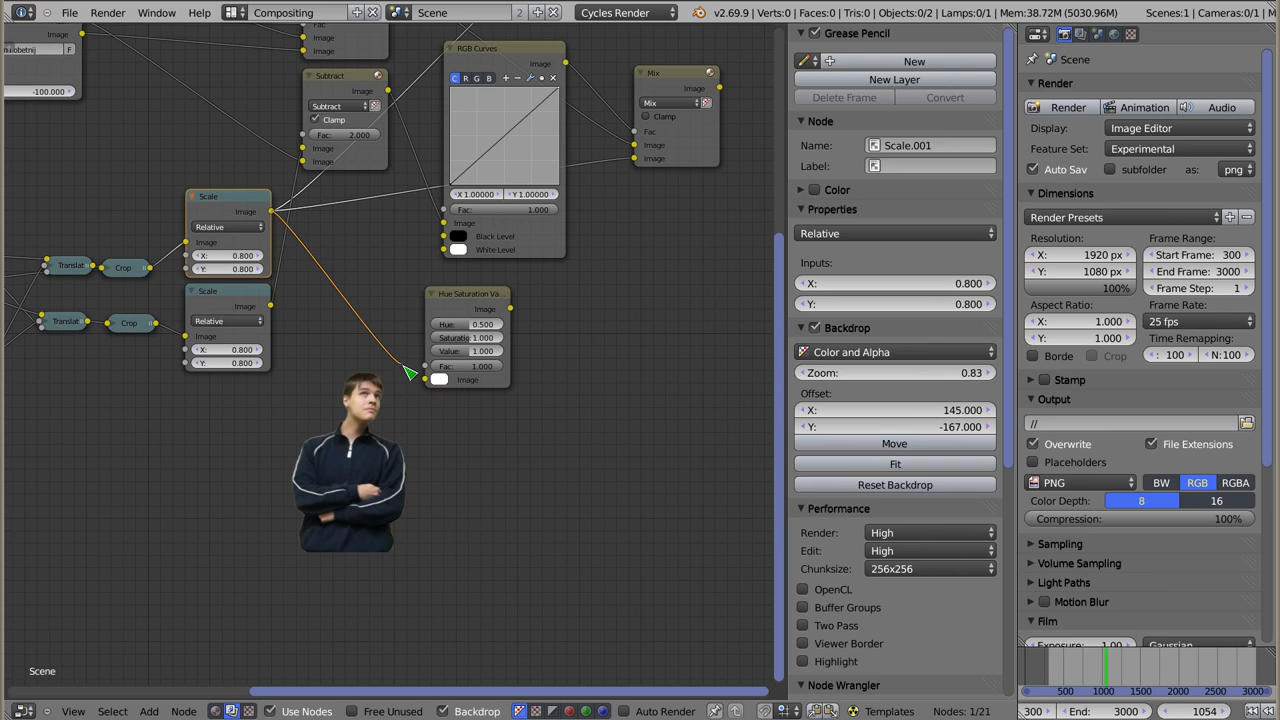 File Render Window Help Compositing Scene 2 Cycles Render v2.69.9 | Verts:0 | Faces:0 | Tris:0 | Objects:0/2 | Lamps:0/1 | Mem:38.72M (5030.96M) Scenes:1 | Cameras:0/1 | M
F
-100.000
Image
Image
Subtract
Image
Subtract
Clamp
Fac: 2.000
Image
Image
RGB Curves
Image
C R G B
X 1.00000 Y 1.00000
Fac: 1.000
Image
Black Level
White Level
Mix
Image
Mix
Clamp
Fac
Image
Image
Scale
Image
Relative
Image
X: 0.800
Y: 0.800
Translat
Crop
Scale
Image
Relative
Image
X: 0.800
Y: 0.800
Translat
Crop
Hue Saturation Va...
Image
Hue: 0.500
Saturatio: 1.000
Value: 1.000
Fac: 1.000
Image
Scene
View Select Add Node Use Nodes Free Unused Backdrop Auto Render Templates Nodes: 1/21
Grease Pencil
New
New Layer
Delete Frame Convert
Node
Name: Scale.001
Label:
Color
Properties
Relative
Inputs:
X: 0.800
Y: 0.800
Backdrop
Color and Alpha
Zoom: 0.83
Offset:
X: 145.000
Y: -167.000
Move
Fit
Reset Backdrop
Performance
Render: High
Edit: High
Chunksize: 256x256
OpenCL
Buffer Groups
Two Pass
Viewer Border
Highlight
Node Wrangler
Scene
Render
Render Animation Audio
Display: Image Editor
Feature Set: Experimental
Auto Sav subfolder as: png
Dimensions
Render Presets
Resolution: Frame Range:
X: 1920 px Start Frame: 300
Y: 1080 px End Frame: 3000
100% Frame Step: 1
Aspect Ratio: Frame Rate:
X: 1.000 25 fps
Y: 1.000 Time Remapping:
Borde Crop : 100 N:100
Stamp
Output
//
Overwrite File Extensions
Placeholders
PNG BW RGB RGBA
Color Depth: 8 16
Compression: 100%
Sampling
Volume Sampling
Light Paths
Motion Blur
Film
Exposure: 1.00 Gaussian
500 1000 1500 2000 2500 3000
300 End: 3000 1054